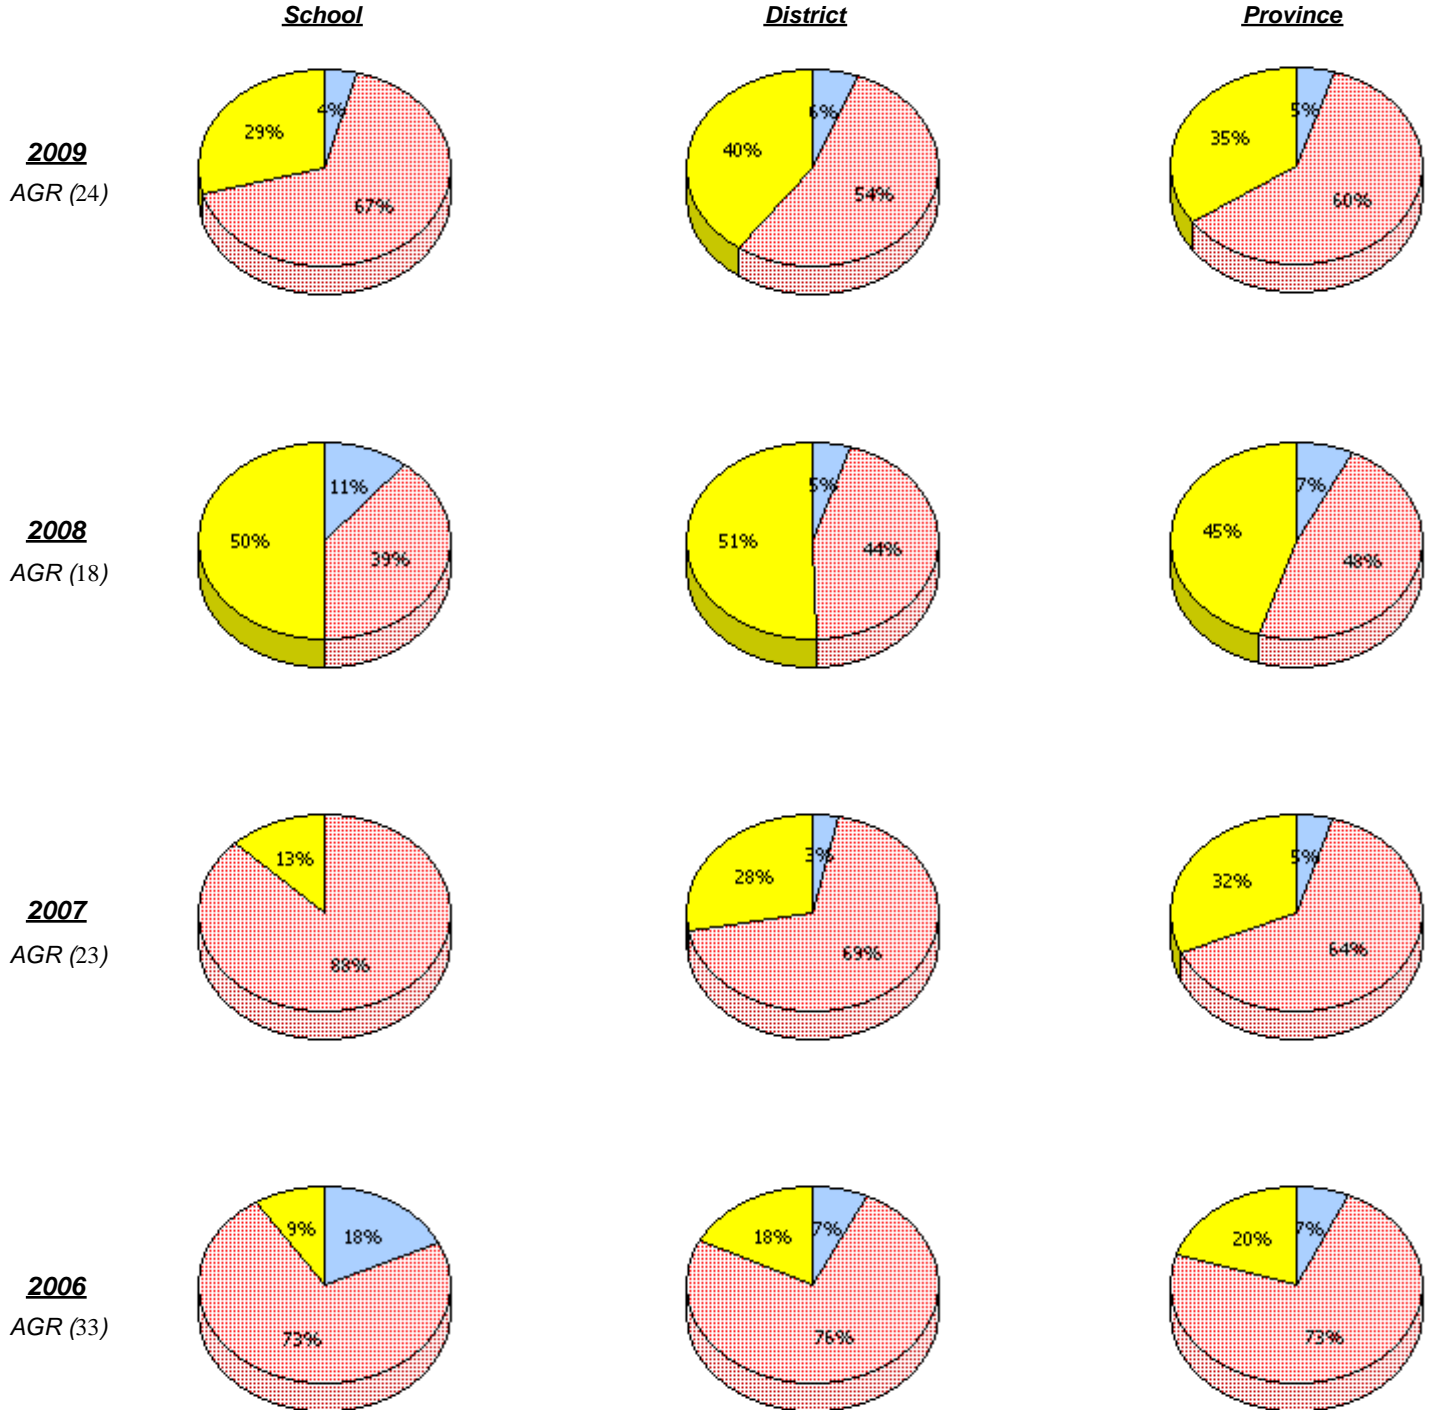 School District Province
29% 4% 67%
40% 6% 54%
35% 5% 60%
2009
AGR (24)
50% 11% 39%
51% 5% 44%
45% 7% 48%
2008
AGR (18)
13% 88%
28% 3% 69%
32% 5% 64%
2007
AGR (23)
9% 18% 73%
18% 7% 76%
20% 7% 73%
2006
AGR (33)